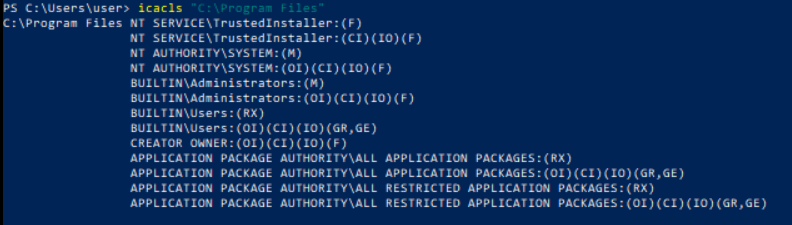 PS C:\Users\user> icacls "C:\Program Files"
C:\Program Files NT SERVICE\TrustedInstaller:(F)
NT SERVICE\TrustedInstaller:(CI)(IO)(F)
NT AUTHORITY\SYSTEM:(M)
NT AUTHORITY\SYSTEM:(OI)(CI)(IO)(F)
BUILTIN\Administrators:(M)
BUILTIN\Administrators:(OI)(CI)(IO)(F)
BUILTIN\Users:(RX)
BUILTIN\Users:(OI)(CI)(IO)(GR,GE)
CREATOR OWNER:(OI)(CI)(IO)(F)
APPLICATION PACKAGE AUTHORITY\ALL APPLICATION PACKAGES:(RX)
APPLICATION PACKAGE AUTHORITY\ALL APPLICATION PACKAGES:(OI)(CI)(IO)(GR,GE)
APPLICATION PACKAGE AUTHORITY\ALL RESTRICTED APPLICATION PACKAGES:(RX)
APPLICATION PACKAGE AUTHORITY\ALL RESTRICTED APPLICATION PACKAGES:(OI)(CI)(IO)(GR,GE)